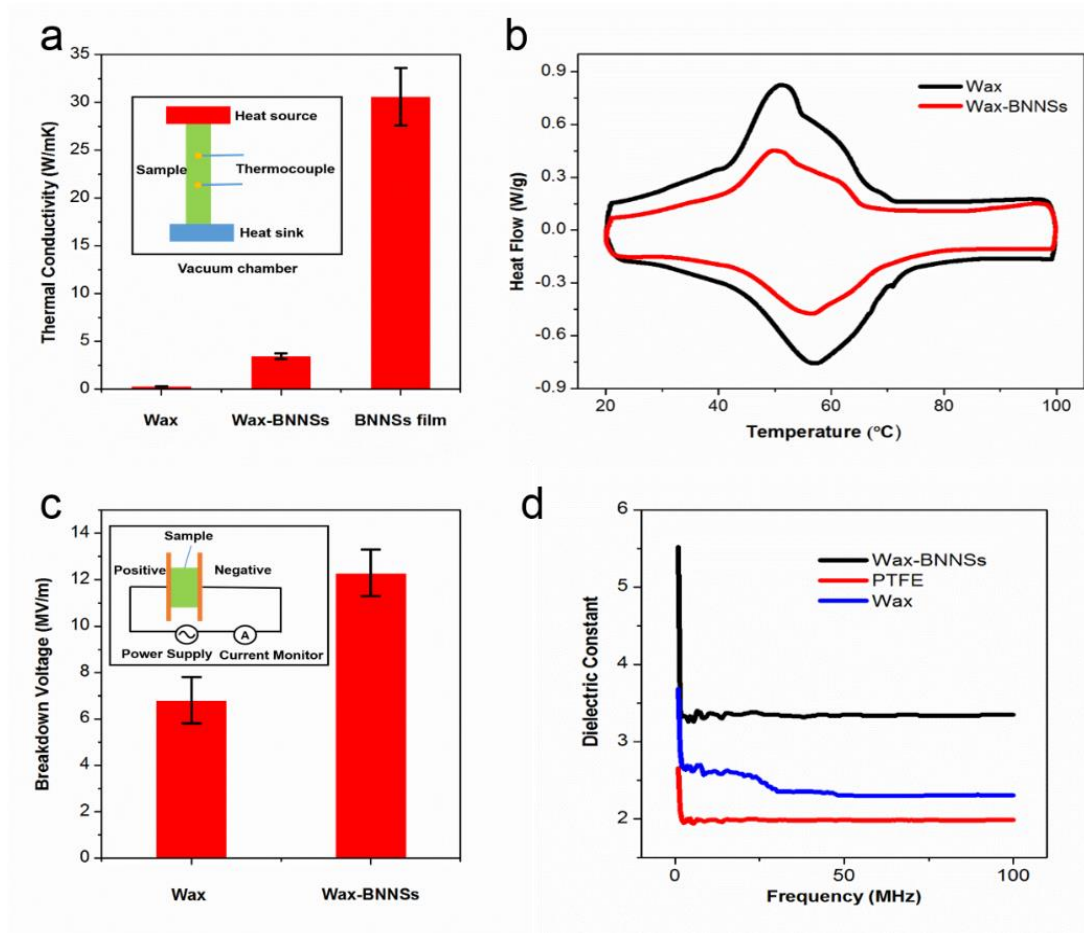 a
Thermal Conductivity (W/mK)
35
30
25
20
15
10
5
0
Heat source
Sample
Thermocouple
Heat sink
Vacuum chamber
Wax
Wax-BNNSs
BNNSs film
b
Heat Flow (W/g)
0.9
0.6
0.3
0.0
-0.3
-0.6
-0.9
Wax
Wax-BNNSs
20
40
60
80
100
Temperature (°C)
c
Breakdown Voltage (MV/m)
14
12
10
8
6
4
2
0
Sample
Positive
Negative
A
Power Supply
Current Monitor
Wax
Wax-BNNSs
d
Dielectric Constant
6
5
4
3
2
Wax-BNNSs
PTFE
Wax
0
50
100
Frequency (MHz)